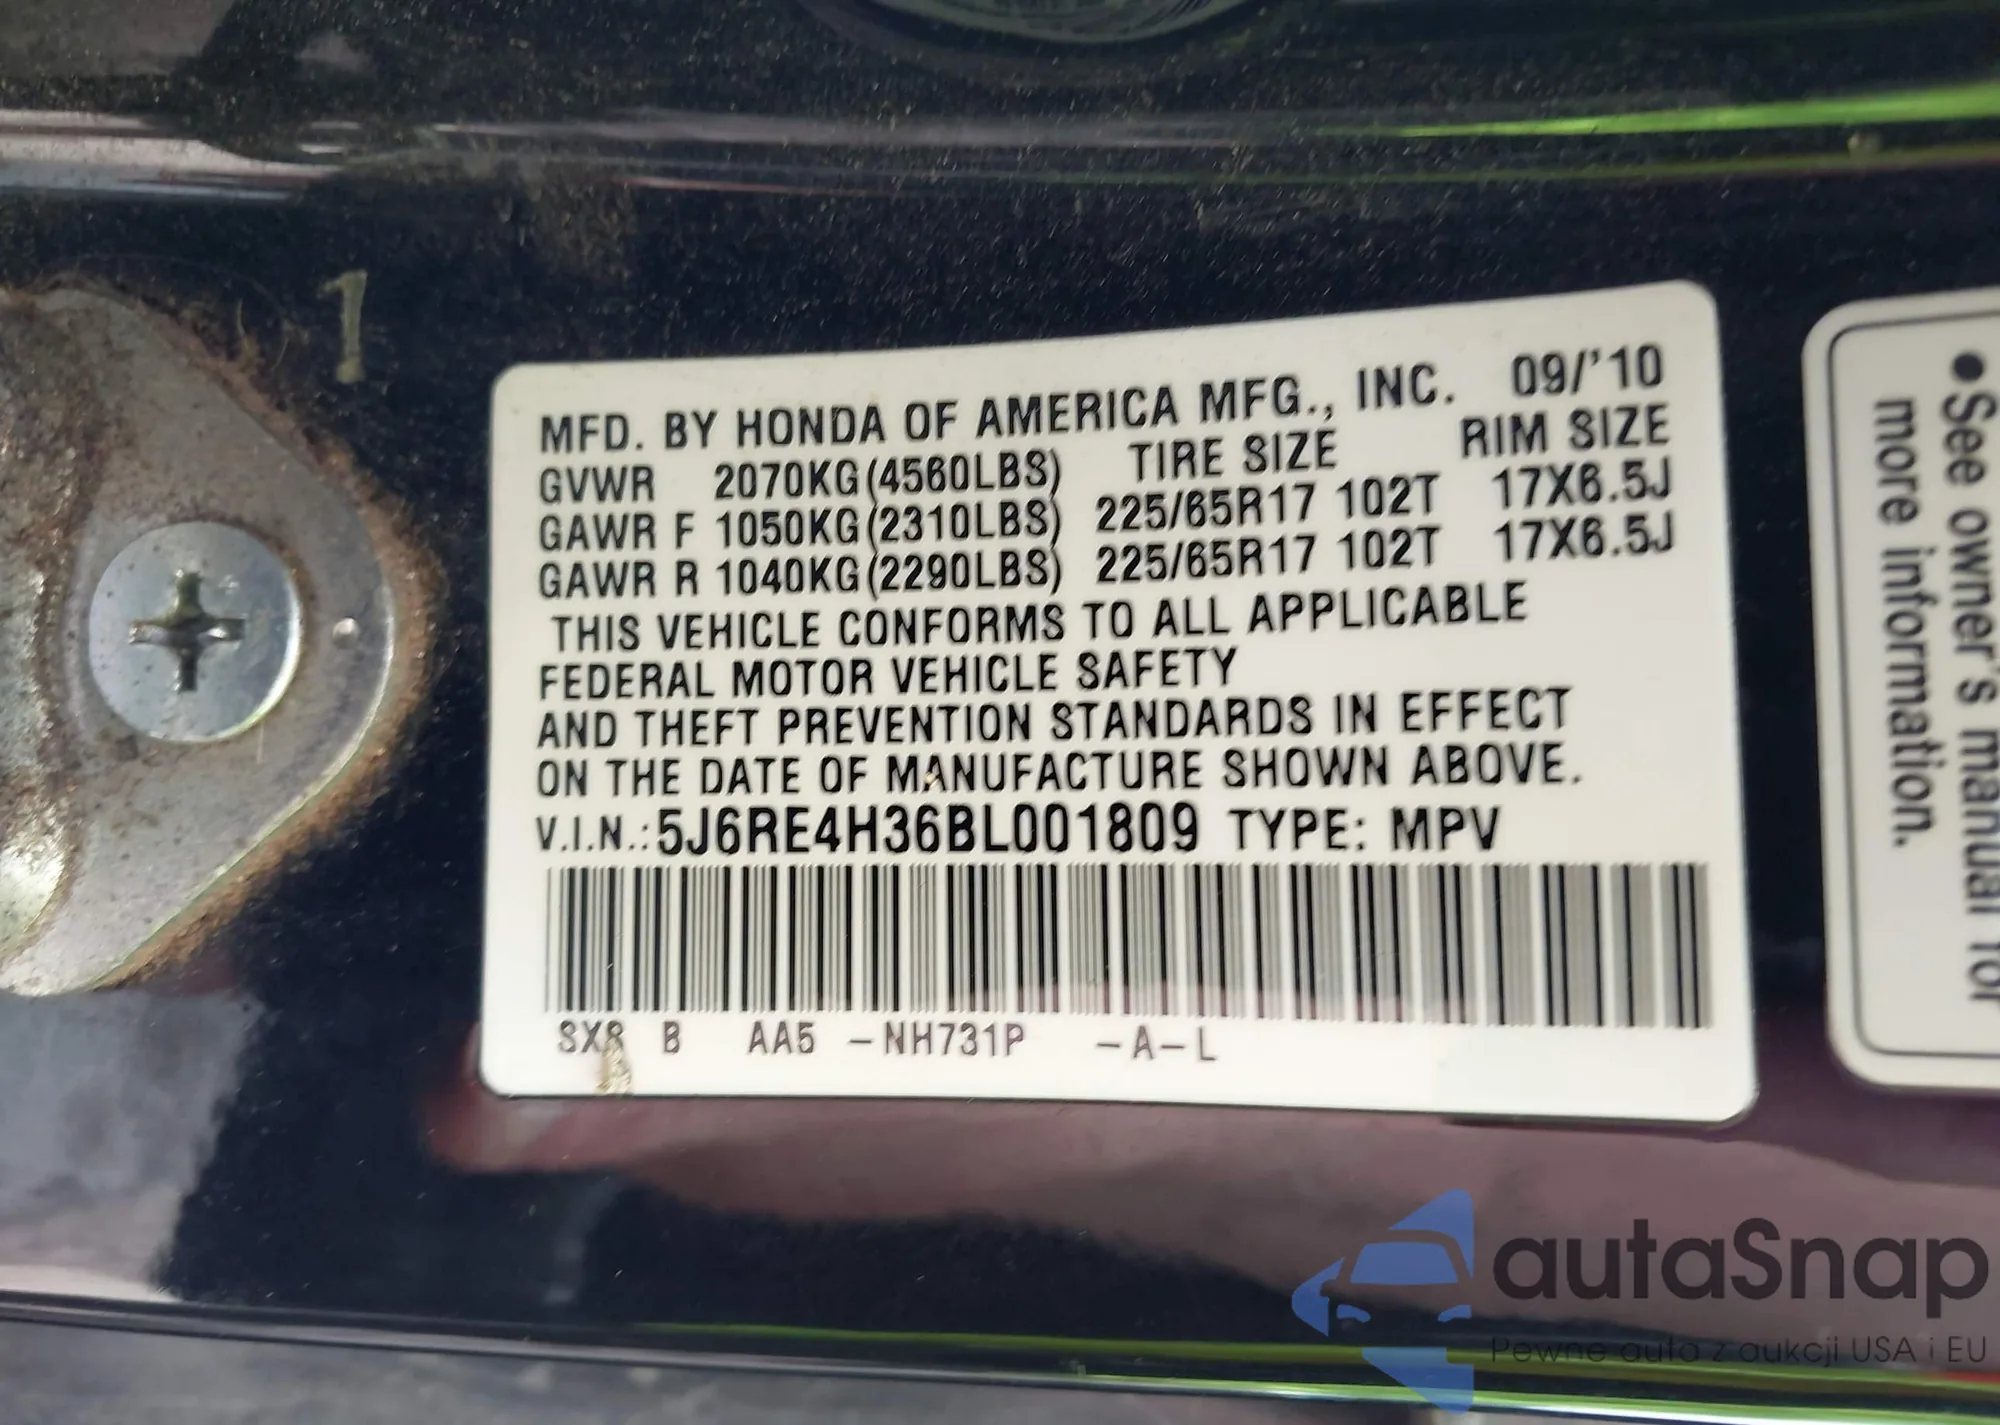 1
MFD. BY HONDA OF AMERICA MFG., INC. 09/'10
GVWR 2070KG(4560LBS) TIRE SIZE RIM SIZE
GAWR F 1050KG(2310LBS) 225/65R17 102T 17X6.5J
GAWR R 1040KG(2290LBS) 225/65R17 102T 17X6.5J
THIS VEHICLE CONFORMS TO ALL APPLICABLE
FEDERAL MOTOR VEHICLE SAFETY
AND THEFT PREVENTION STANDARDS IN EFFECT
ON THE DATE OF MANUFACTURE SHOWN ABOVE.
V.I.N.:5J6RE4H36BL001809 TYPE: MPV
SXS B AA5 -NH731P -A-L
•See owner's manual for
more information.
autaSnap
Pewne auta z aukcji USA i EU